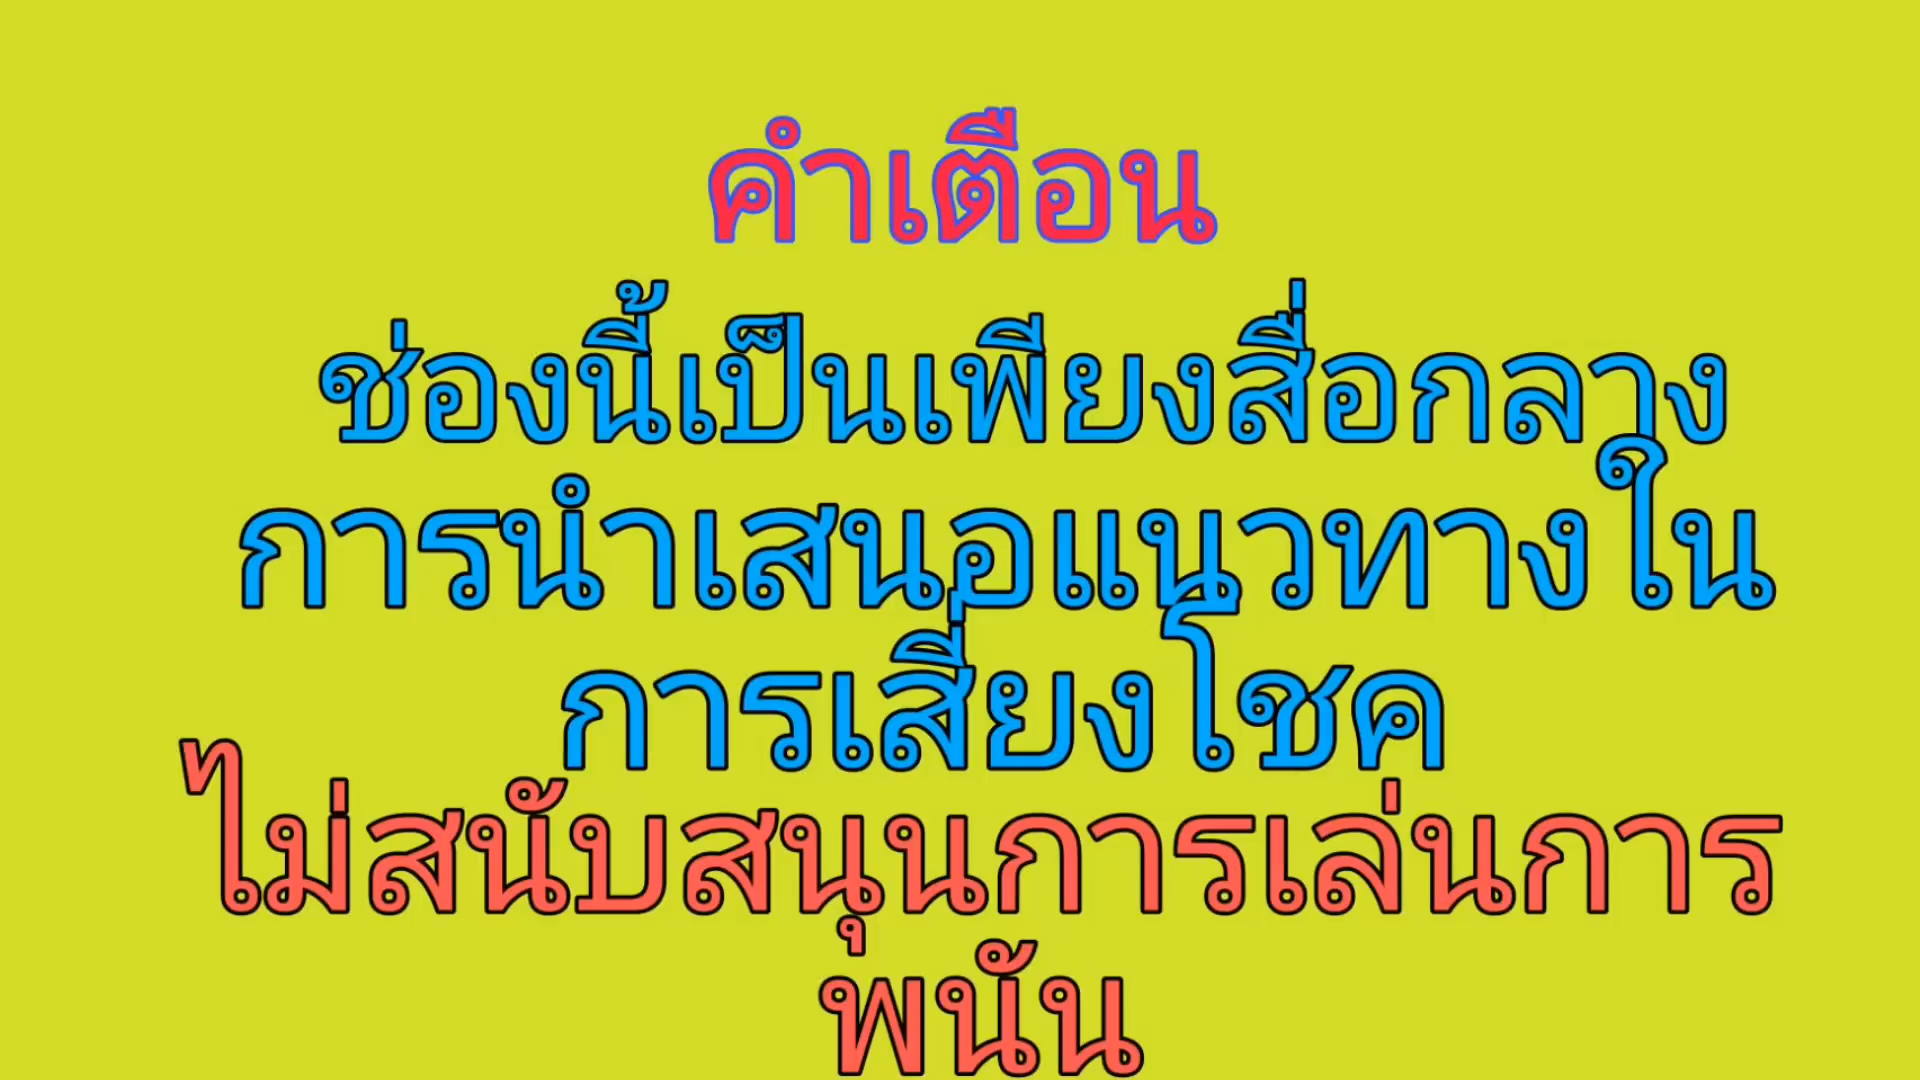 คำเตือน
ช่องนี้เป็นเพียงสื่อกลาง
การนำเสนอแนวทางใน
การเสี่ยงโชค
ไม่สนับสนุนการเล่นการ
พนัน